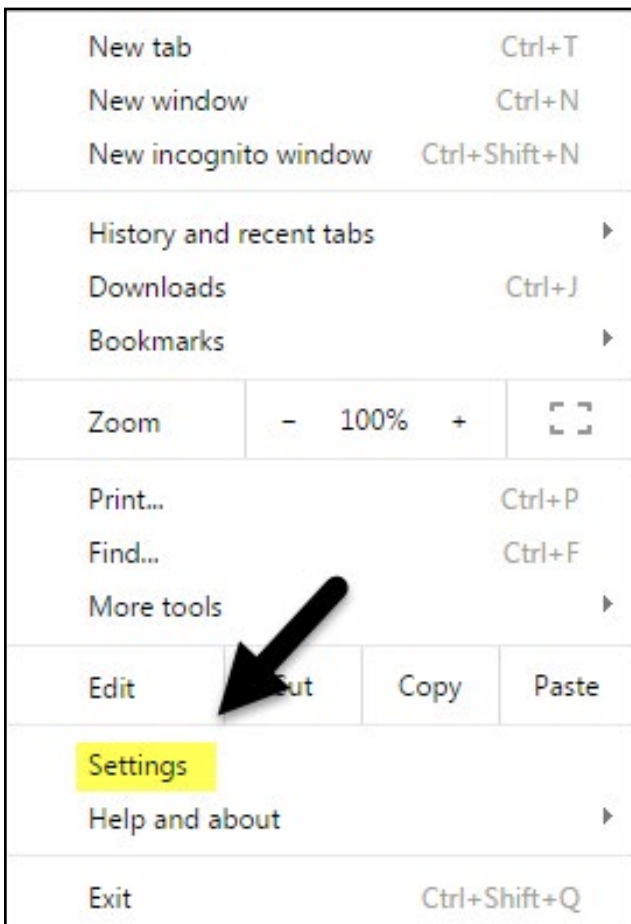 New tab Ctrl+T
New window Ctrl+N
New incognito window Ctrl+Shift+N
History and recent tabs
Downloads Ctrl+J
Bookmarks
Zoom − 100% +
Print... Ctrl+P
Find... Ctrl+F
More tools
Edit Cut Copy Paste
Settings
Help and about
Exit Ctrl+Shift+Q